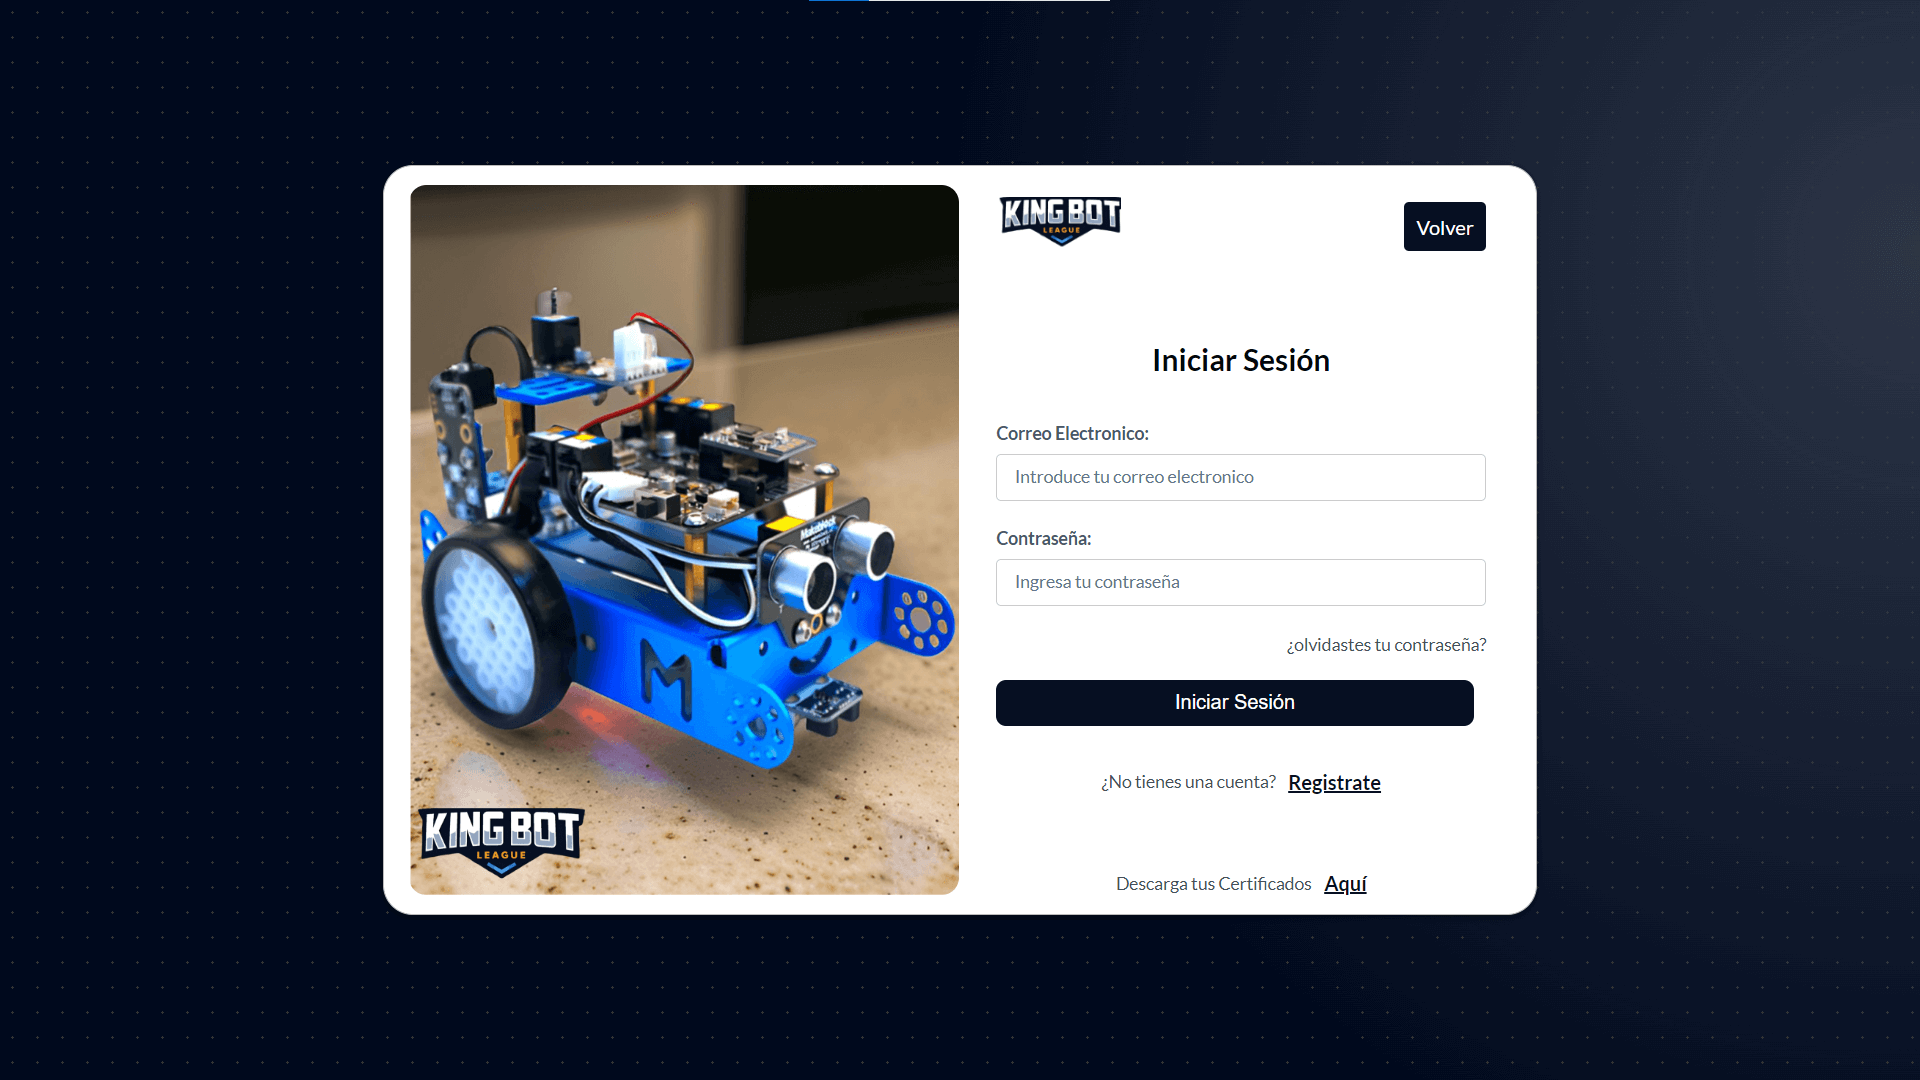 KING BOT
LEAGUE
Volver
Iniciar Sesión
Correo Electronico:
Introduce tu correo electronico
Contraseña:
Ingresa tu contraseña
¿olvidastes tu contraseña?
Iniciar Sesión
¿No tienes una cuenta? Registrate
Descarga tus Certificados Aquí
Makeblock
M
KING BOT
LEAGUE